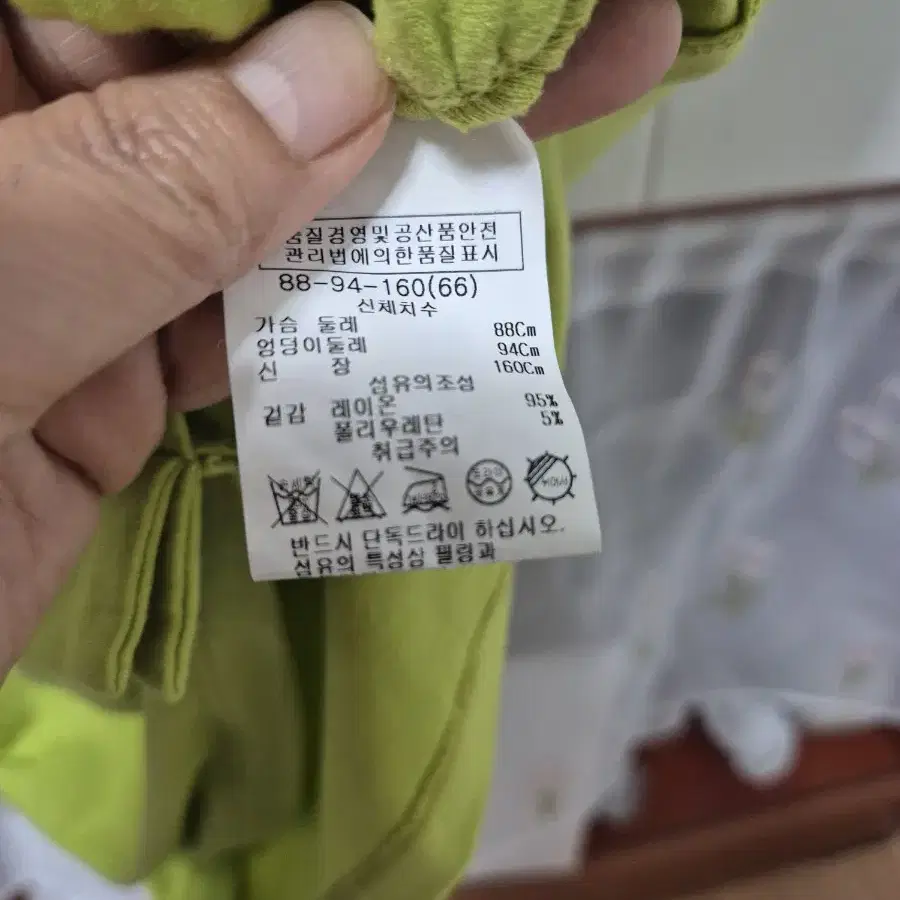 품질경영및공산품안전
관리법에의한품질표시
88-94-160(66)
신체치수
가슴 둘레 88Cm
엉덩이둘레 94Cm
신 장 160Cm
섬유의조성
겉감 레이온 95%
폴리우레탄 5%
취급주의
드라이
반드시 단독드라이 하십시오.
섬유의 특성상 필링과